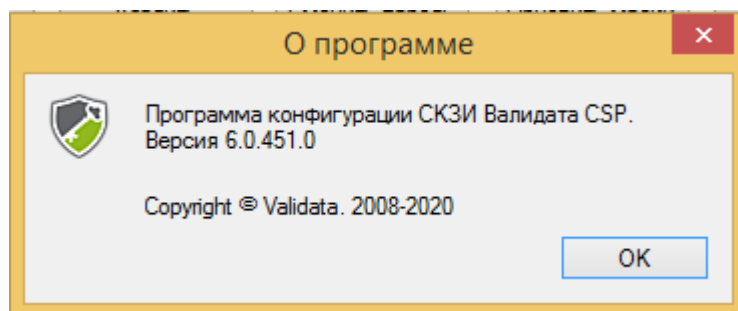 О программе
Программа конфигурации СКЗИ Валидата CSP.
Версия 6.0.451.0
Copyright © Validata. 2008-2020
OK